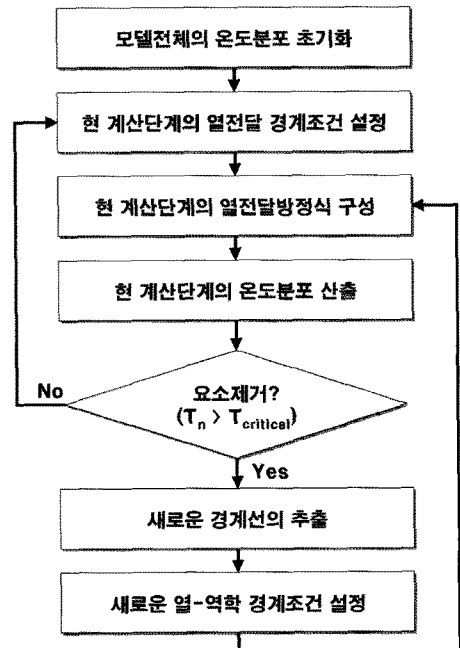 모델전체의 온도분포 초기화
현 계산단계의 열전달 경계조건 설정
현 계산단계의 열전달방정식 구성
현 계산단계의 온도분포 산출
No
요소제거?
(Tn > Tcritical)
Yes
새로운 경계선의 추출
새로운 열-역학 경계조건 설정